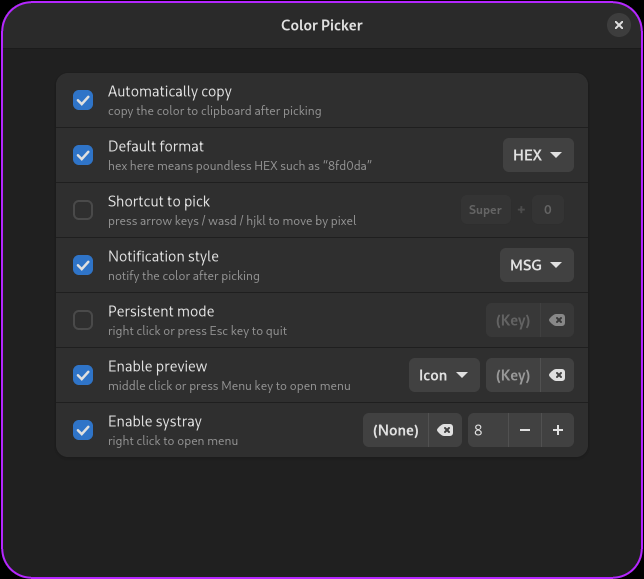 Color Picker
Automatically copy
copy the color to clipboard after picking
Default format
hex here means poundless HEX such as “8fd0da”
HEX
Shortcut to pick
press arrow keys / wasd / hjkl to move by pixel
Super + 0
Notification style
notify the color after picking
MSG
Persistent mode
right click or press Esc key to quit
(Key)
Enable preview
middle click or press Menu key to open menu
Icon
(Key)
Enable systray
right click to open menu
(None)
8